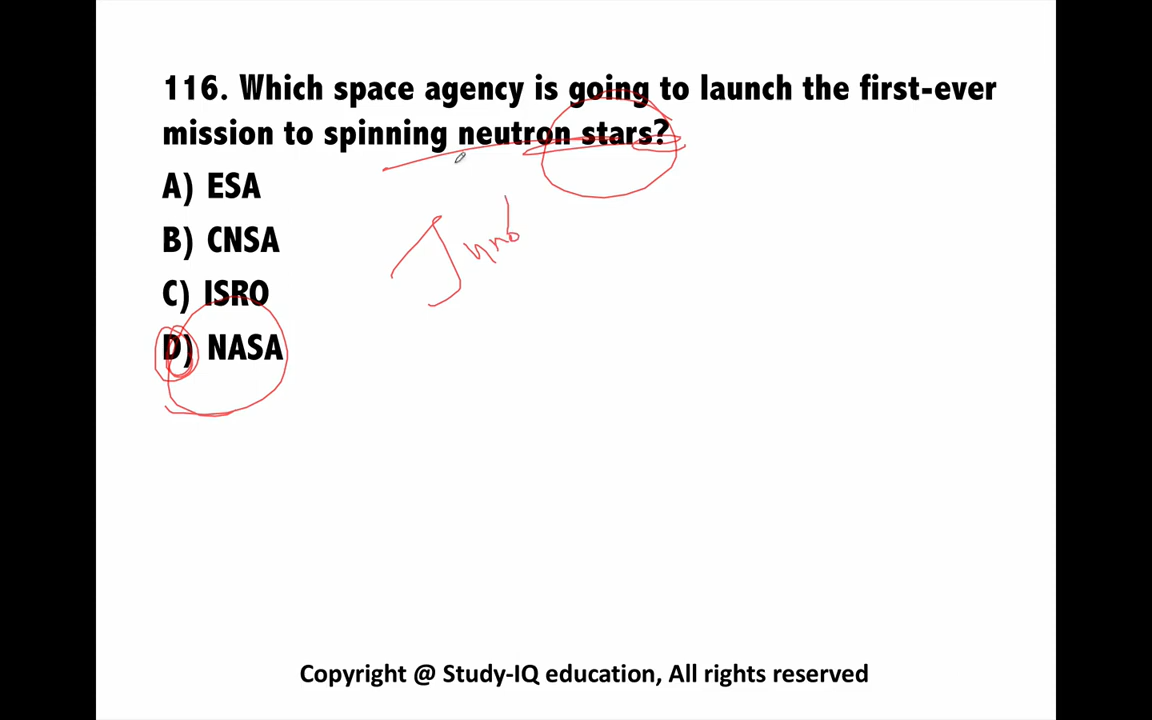 116. Which space agency is going to launch the first-ever
mission to spinning neutron stars?
A) ESA
B) CNSA
C) ISRO
D) NASA
Copyright @ Study-IQ education, All rights reserved